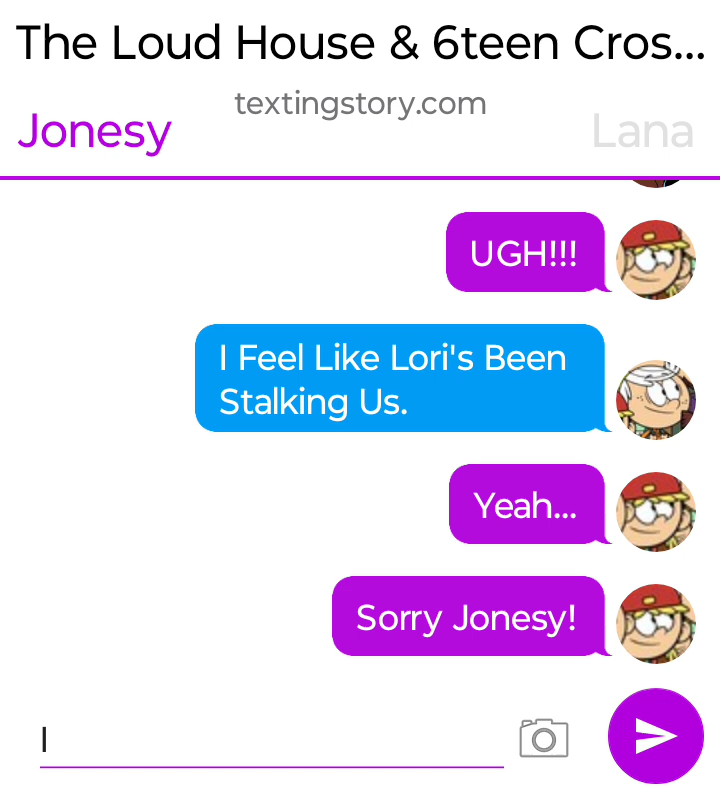 The Loud House & 6teen Cros...
textingstory.com
Jonesy
Lana
UGH!!!
I Feel Like Lori's Been
Stalking Us.
Yeah...
Sorry Jonesy!